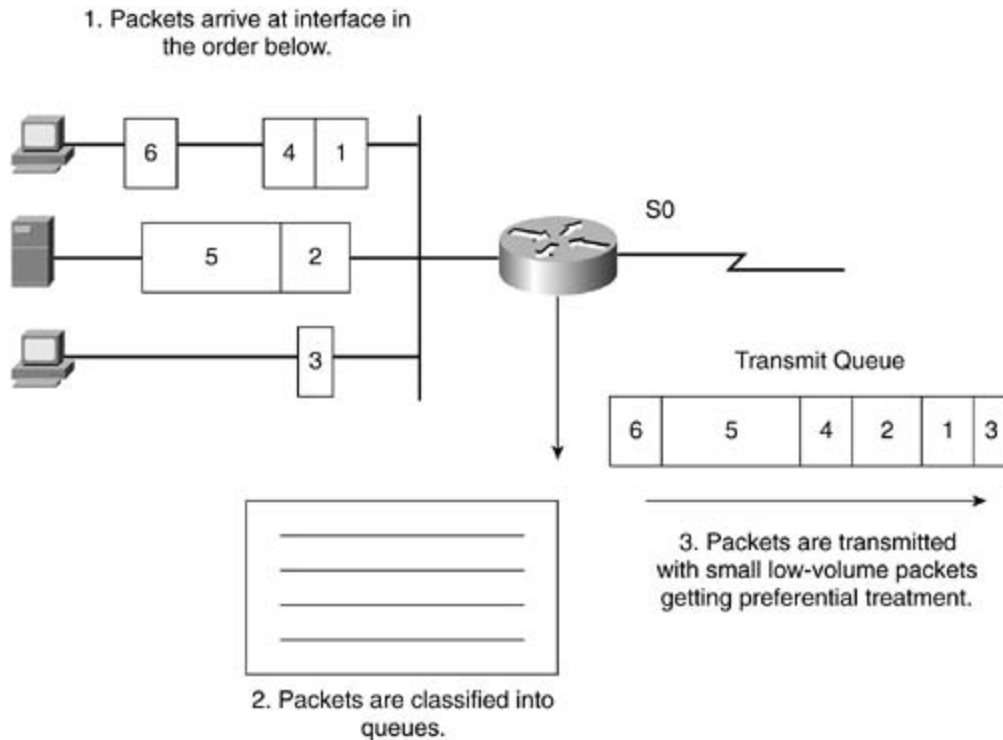 1. Packets arrive at interface in
the order below.
6
4
1
5
2
3
S0
Transmit Queue
6
5
4
2
1
3
3. Packets are transmitted
with small low-volume packets
getting preferential treatment.
2. Packets are classified into
queues.